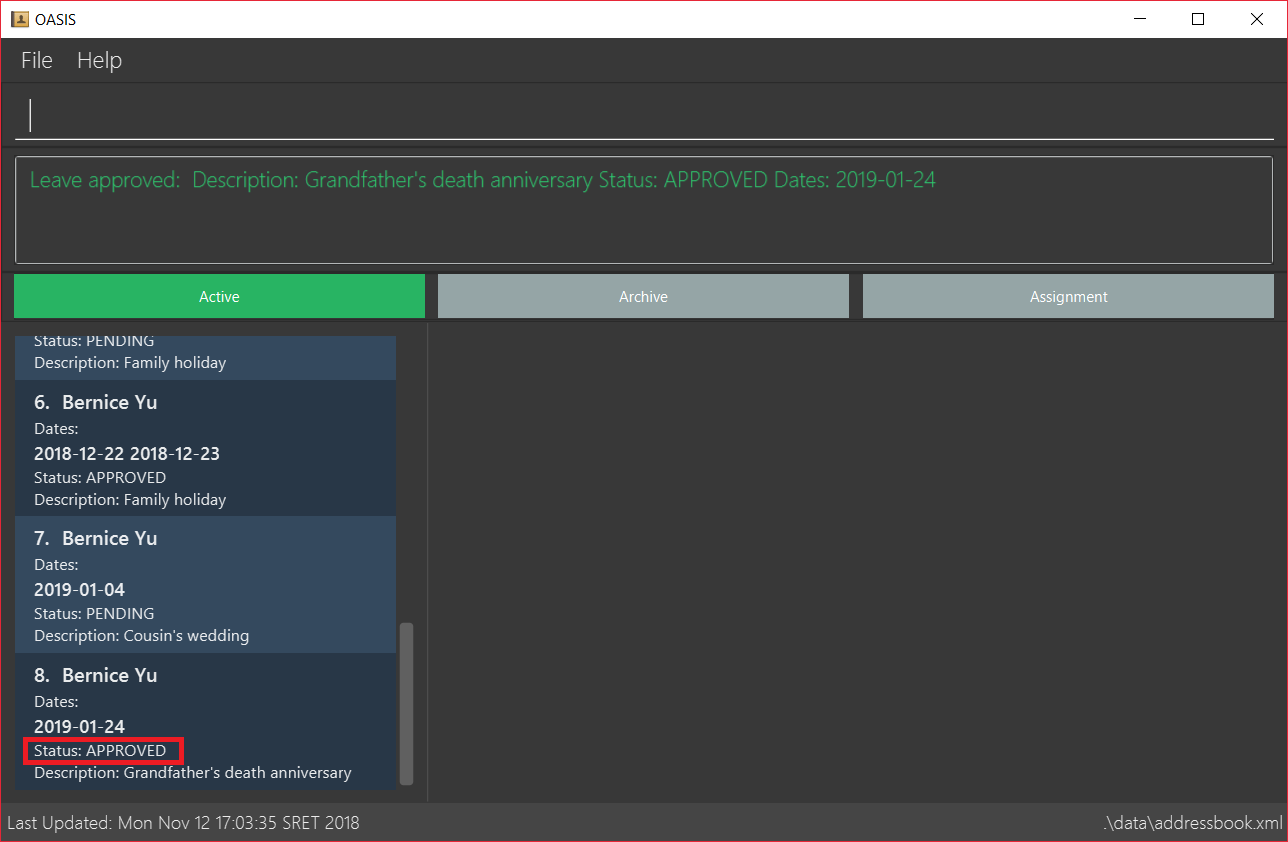 OASIS
File Help
Leave approved: Description: Grandfather's death anniversary Status: APPROVED Dates: 2019-01-24
Active Archive Assignment
Status: PENDING
Description: Family holiday
6. Bernice Yu
Dates:
2018-12-22 2018-12-23
Status: APPROVED
Description: Family holiday
7. Bernice Yu
Dates:
2019-01-04
Status: PENDING
Description: Cousin's wedding
8. Bernice Yu
Dates:
2019-01-24
Status: APPROVED
Description: Grandfather's death anniversary
Last Updated: Mon Nov 12 17:03:35 SRET 2018 .\data\addressbook.xml